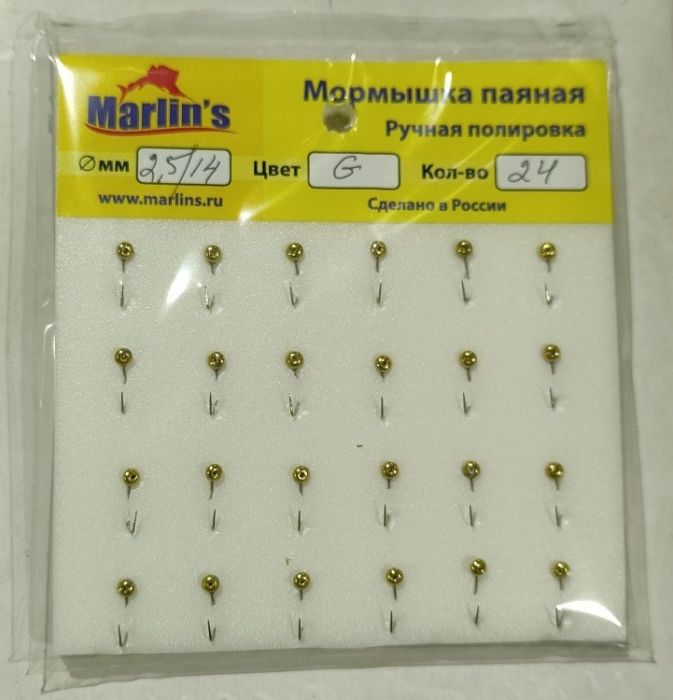 Marlin's
Мормышка паяная
Ручная полировка
Ø мм 2,5/14 Цвет G Кол-во 24
www.marlins.ru Сделано в России